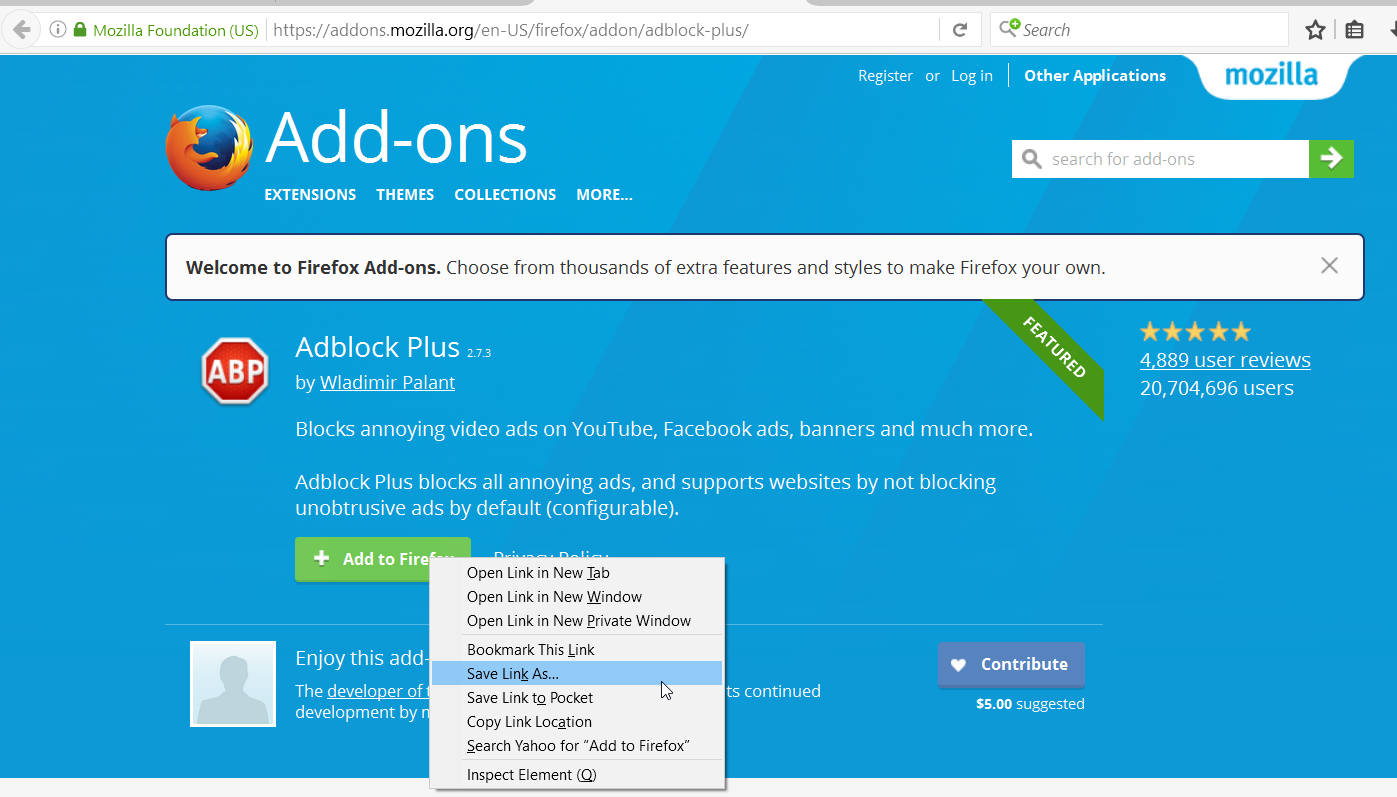 Mozilla Foundation (US)
https://addons.mozilla.org/en-US/firefox/addon/adblock-plus/
Search
Register or Log in
Other Applications
mozilla
Add-ons
search for add-ons
EXTENSIONS THEMES COLLECTIONS MORE...
Welcome to Firefox Add-ons. Choose from thousands of extra features and styles to make Firefox your own.
FEATURED
ABP
Adblock Plus 2.7.3
by Wladimir Palant
4,889 user reviews
20,704,696 users
Blocks annoying video ads on YouTube, Facebook ads, banners and much more.
Adblock Plus blocks all annoying ads, and supports websites by not blocking
unobtrusive ads by default (configurable).
Add to Firefox
Privacy Policy
Open Link in New Tab
Open Link in New Window
Open Link in New Private Window
Bookmark This Link
Save Link As...
Save Link to Pocket
Copy Link Location
Search Yahoo for “Add to Firefox”
Inspect Element (Q)
Enjoy this add-
The developer of
ts continued
development by
Contribute
$5.00 suggested